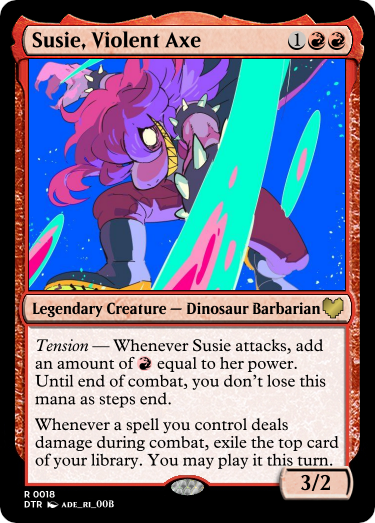 Susie, Violent Axe 1RR
Legendary Creature — Dinosaur Barbarian
Tension — Whenever Susie attacks, add
an amount of R equal to her power.
Until end of combat, you don't lose this
mana as steps end.
Whenever a spell you control deals
damage during combat, exile the top card
of your library. You may play it this turn.
3/2
R 0018
DTR ADE_RI_00B